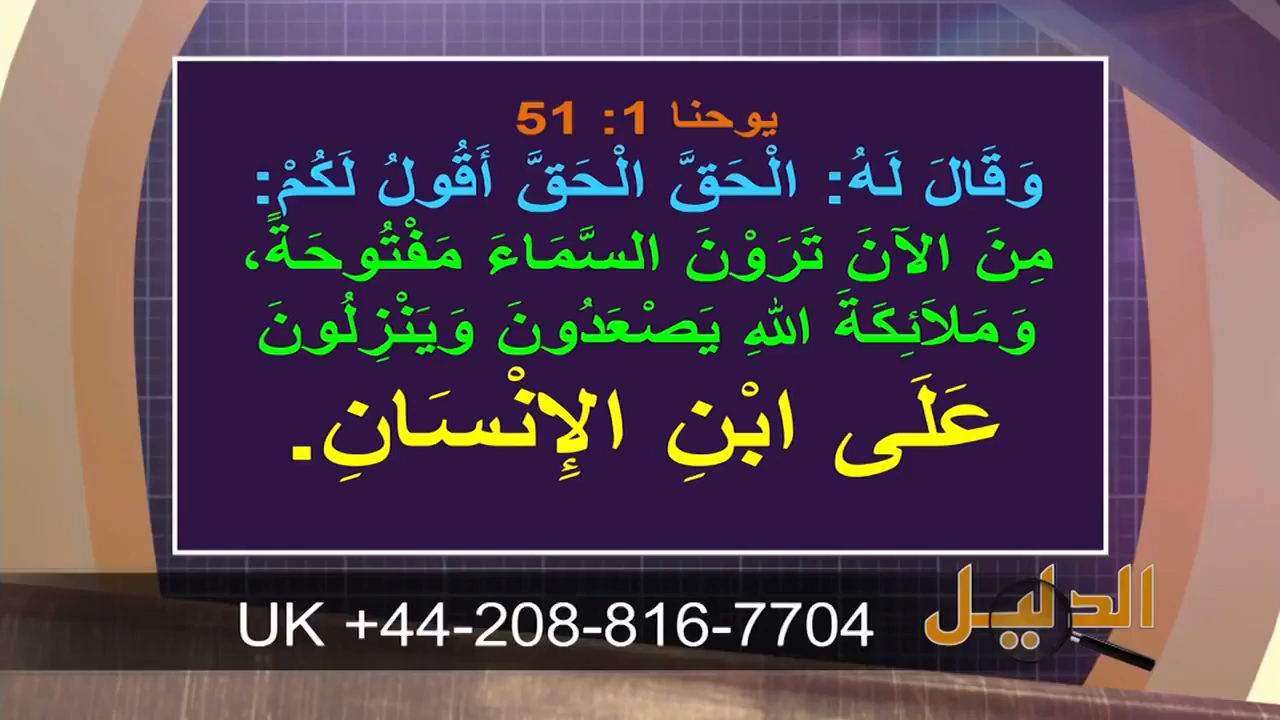 يوحنا 1: 51
وَقَالَ لَهُ: الْحَقَّ الْحَقَّ أَقُولُ لَكُمْ:
مِنَ الآنَ تَرَوْنَ السَّمَاءَ مَفْتُوحَةً،
وَمَلاَئِكَةَ اللهِ يَصْعَدُونَ وَيَنْزِلُونَ
عَلَى ابْنِ الإِنْسَانِ.
UK +44-208-816-7704
الدليل